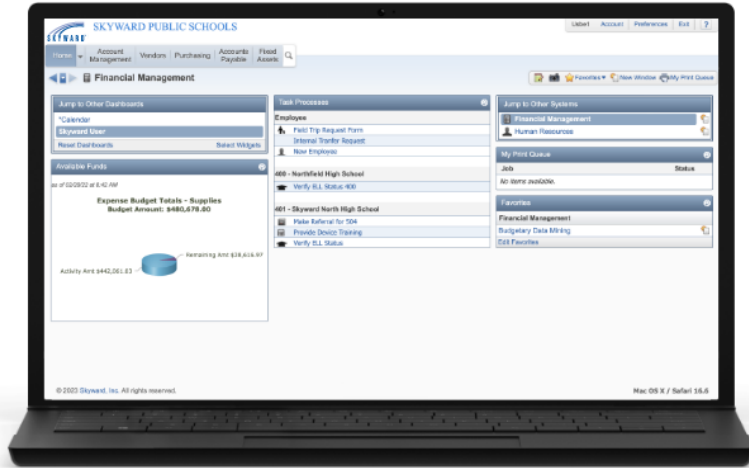 SKYWARD PUBLIC SCHOOLS
SKYWARD
Account Preferences Exit ?
Home Account Management Vendors Purchasing Accounts Payable Fixed Assets
Financial Management
Favorites New Window My Print Queue
Jump to Other Dashboards
*Calendar
Skyward User
Reset Dashboards Select Widgets
Available Funds
Expense Budget Totals - Supplies
Budget Amount: $480,678.00
Remaining Amt
Activity Amt
Task Processes
Employee
Field Trip Request Form
Internal Tranfer Request
New Employee
400 - Northfield High School
Verify ELL Status 400
401 - Skyward North High School
Make Referral for 504
Provide Device Training
Verify ELL Status
Jump to Other Systems
Financial Management
Human Resources
My Print Queue
Job Status
No items available.
Favorites
Financial Management
Budgetary Data Mining
Edit Favorites
© 2023 Skyward, Inc. All rights reserved.
Mac OS X / Safari 16.6